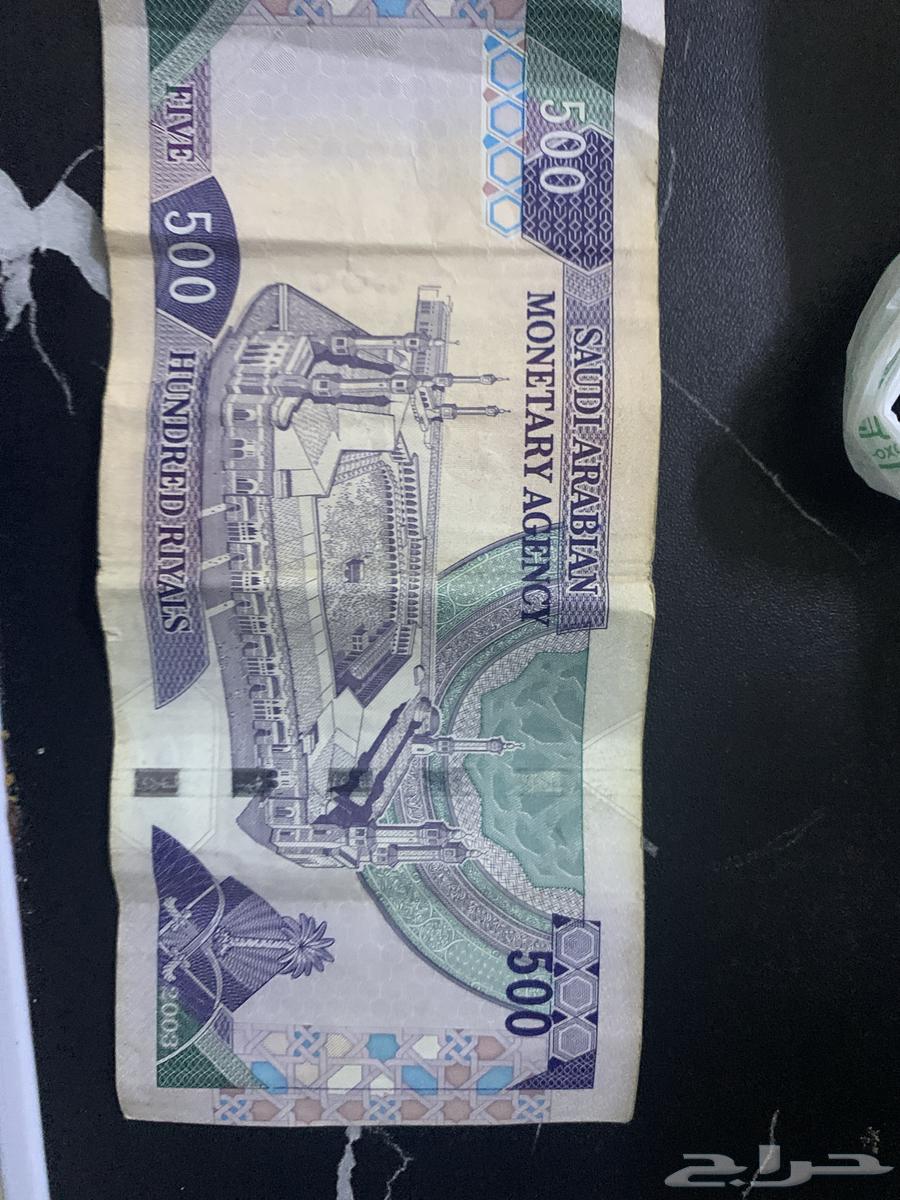 500
SAUDI ARABIAN
MONETARY AGENCY
500
FIVE
500
HUNDRED RIYALS
2003
حراج